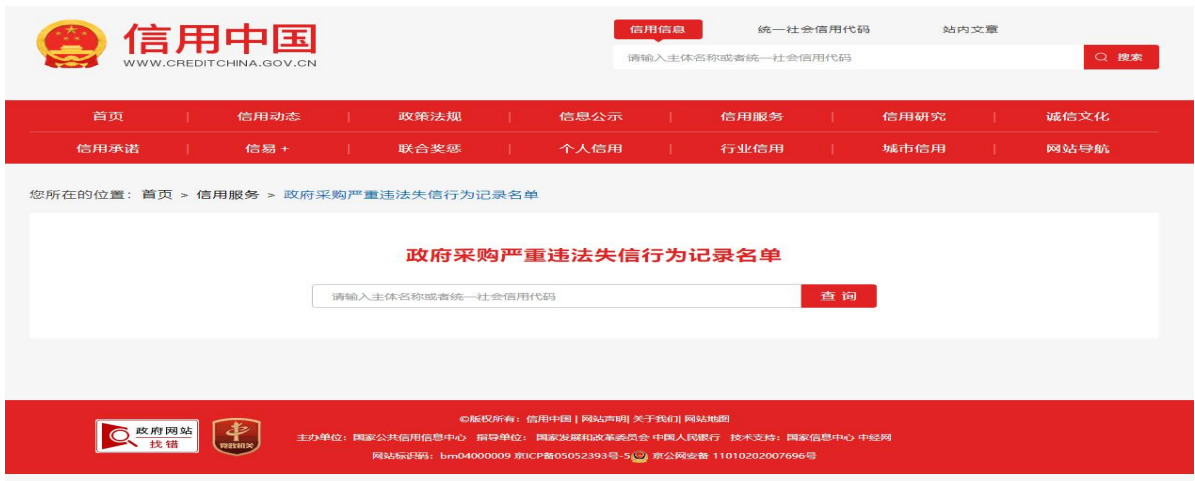 信用中国
WWW.CREDITCHINA.GOV.CN
信用信息 统一社会信用代码 站内文章
请输入主体名称或者统一社会信用代码 搜索
首页 | 信用动态 | 政策法规 | 信息公示 | 信用服务 | 信用研究 | 诚信文化
信用承诺 | 信易+ | 联合奖惩 | 个人信用 | 行业信用 | 城市信用 | 网站导航
您所在的位置：首页 > 信用服务 > 政府采购严重违法失信行为记录名单
政府采购严重违法失信行为记录名单
请输入主体名称或者统一社会信用代码 查询
政府网站
找错
党政机关
©版权所有：信用中国 | 网站声明| 关于我们| 网站地图
主办单位：国家公共信用信息中心 指导单位：国家发展和改革委员会 中国人民银行 技术支持：国家信息中心 中经网
网站标识码：bm04000009 京ICP备05052393号-5 京公网安备 11010202007696号